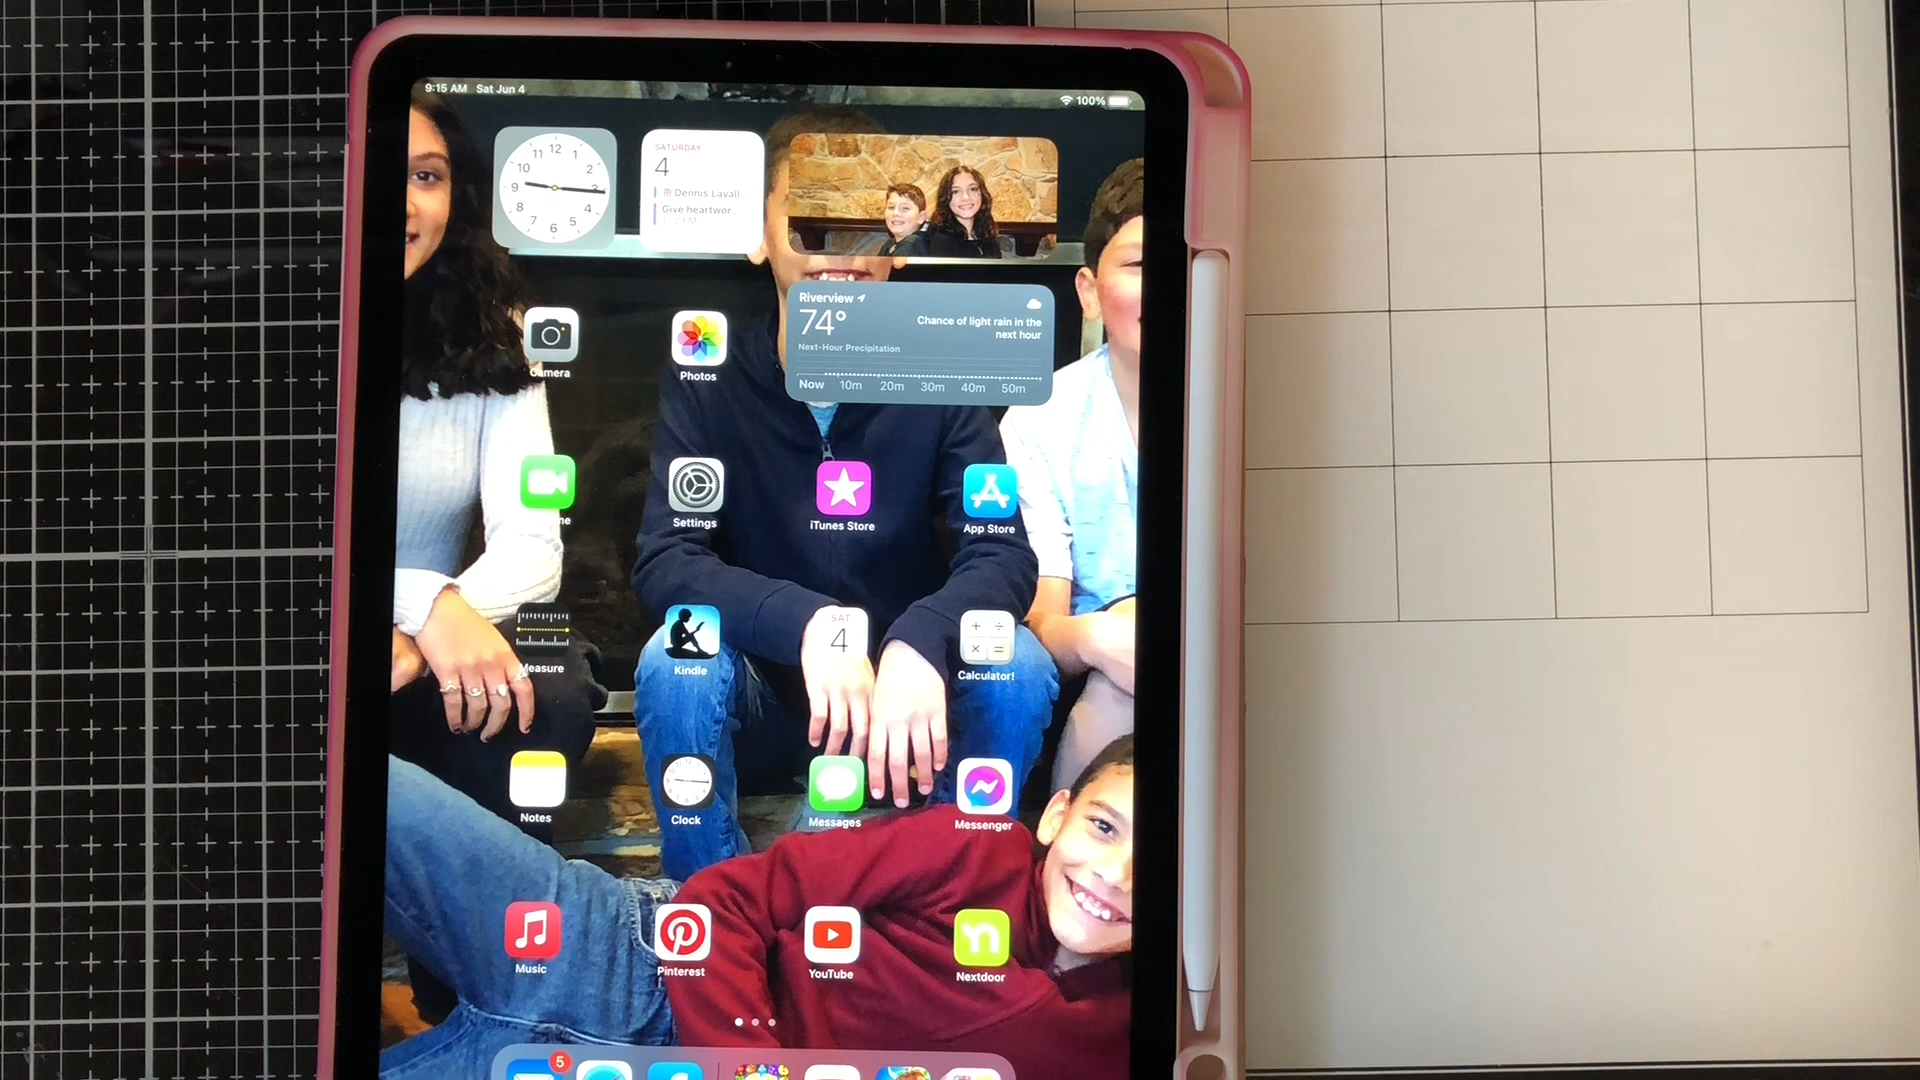 9:15 AM Sat Jun 4
100%
12
11 1
10 2
9 3
8 4
7 5
6
SATURDAY
4
Dennis Lavall...
Give heartwor...
Riverview
74°
Chance of light rain in the
next hour
Next-Hour Precipitation
Now 10m 20m 30m 40m 50m
Camera
Photos
Settings
iTunes Store
App Store
SAT
4
+ ÷
× =
Measure
Kindle
Calculator!
Notes
Clock
Messages
Messenger
Music
Pinterest
YouTube
Nextdoor
5